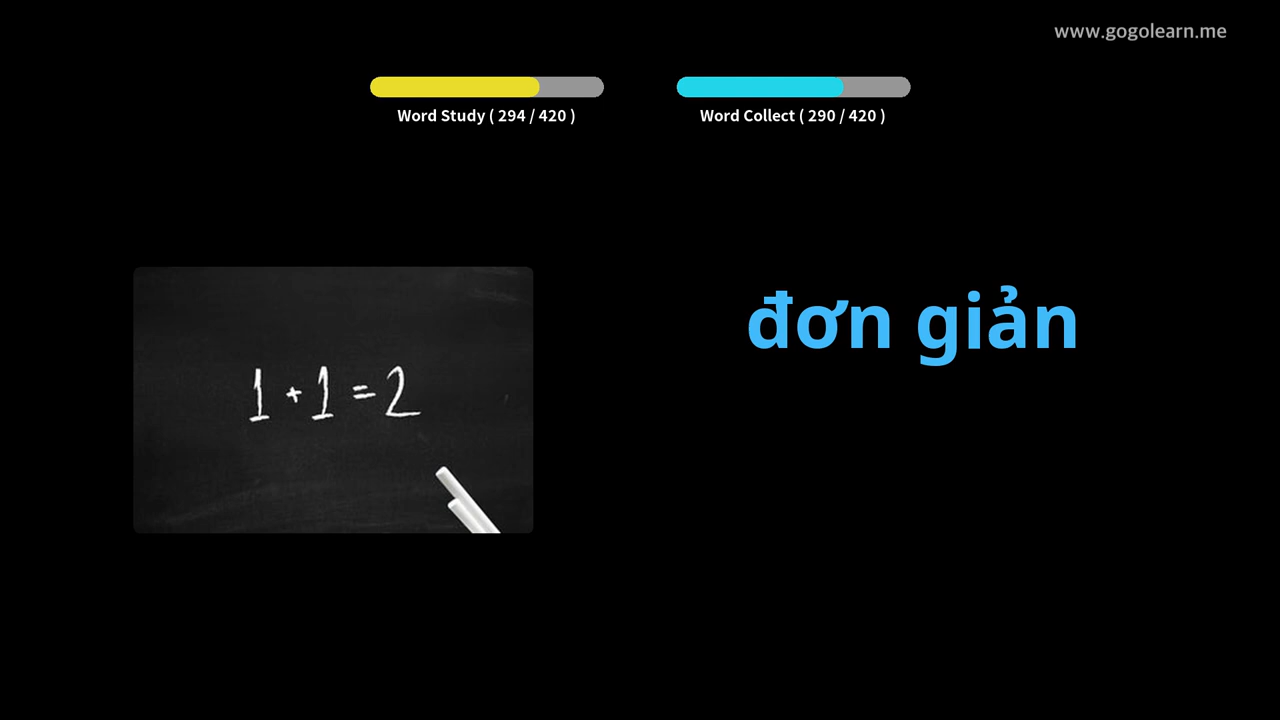 www.gogolearn.me
Word Study ( 294 / 420 )
Word Collect ( 290 / 420 )
đơn giản
1 + 1 = 2